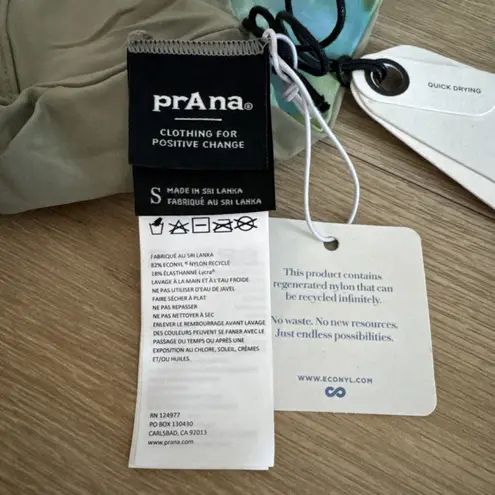 prAna®
CLOTHING FOR
POSITIVE CHANGE
S MADE IN SRI LANKA
FABRIQUÉ AU SRI LANKA
FABRIQUÉ AU SRI LANKA
82% ECONYL® NYLON RECYCLÉ
18% ÉLASTHANNE Lycra®
LAVAGE À LA MAIN ET À L'EAU FROIDE
NE PAS UTILISER D'EAU DE JAVEL
FAIRE SÉCHER À PLAT
NE PAS REPASSER
NE PAS NETTOYER À SEC
ENLEVER LE REMBOURRAGE AVANT LAVAGE
DES COULEURS PEUVENT SE FANER AVEC LE
PASSAGE DU TEMPS OU APRÈS UNE
EXPOSITION AU CHLORE, SOLEIL, CRÈMES
ET/OU HUILES
RN 124977
PO BOX 130430
CARLSBAD, CA 92013
www.prana.com
QUICK DRYING
This product contains
regenerated nylon that can
be recycled infinitely.
No waste. No new resources.
Just endless possibilities.
WWW.ECONYL.COM